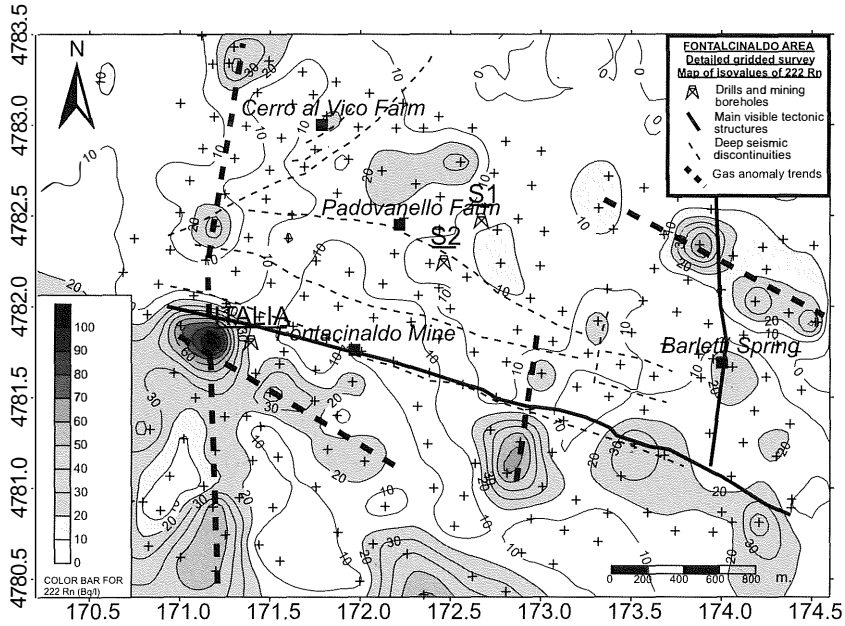 4783.5
4783.0
4782.5
4782.0
4781.5
4781.0
4780.5
N
FONTALCINALDO AREA
Detailed gridded survey
Map of isovalues of 222 Rn
Drills and mining
boreholes
Main visible tectonic
structures
Deep seismic
discontinuities
Gas anomaly trends
Cerro al Vico Farm
S1
Padovanello Farm
S2
ITALIA
Fontacinaldo Mine
Barletti Spring
100
90
80
70
60
50
40
30
20
10
0
COLOR BAR FOR
222 Rn (Bq/l)
0 200 400 600 800 m.
170.5 171.0 171.5 172.0 172.5 173.0 173.5 174.0 174.5